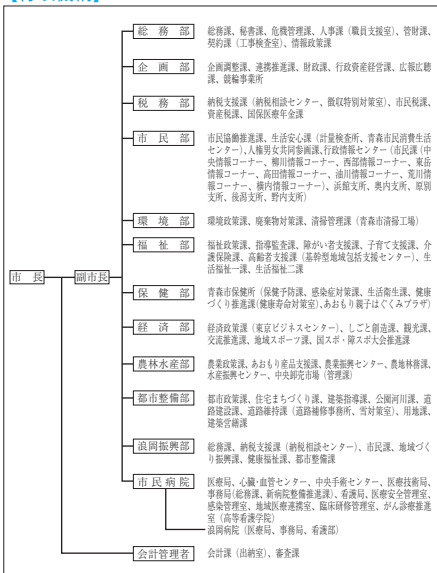 総務部
総務課、秘書課、危機管理課、人事課（職員支援室）、管財課、
契約課（工事検査室）、情報政策課
企画部
企画調整課、連携推進課、財政課、行政資産経営課、広報広聴
課、競輪事業所
税務部
納税支援課（納税相談センター、徴収特別対策室）、市民税課、
資産税課、国保医療年金課
市民部
市民協働推進課、生活安心課（計量検査所、青森市民消費生活
センター）、人権男女共同参画課、行政情報センター（市民課（中
央情報コーナー、柳川情報コーナー、西部情報コーナー、東岳
情報コーナー、高田情報コーナー、油川情報コーナー、荒川情
報コーナー、横内情報コーナー）、浜館支所、奥内支所、原別
支所、後潟支所、野内支所）
環境部
環境政策課、廃棄物対策課、清掃管理課（青森市清掃工場）
福祉部
福祉政策課、指導監査課、障がい者支援課、子育て支援課、介
護保険課、高齢者支援課（基幹型地域包括支援センター）、生
活福祉一課、生活福祉二課
市長
副市長
保健部
青森市保健所（保健予防課、感染症対策課、生活衛生課、健康
づくり推進課（健康寿命対策室）、あおもり親子はぐくみプラザ）
経済部
経済政策課（東京ビジネスセンター）、しごと創造課、観光課、
交流推進課、地域スポーツ課、国スポ・障スポ大会推進課
農林水産部
農業政策課、あおもり産品支援課、農業振興センター、農地林務課、
水産振興センター、中央卸売市場（管理課）
都市整備部
都市政策課、住宅まちづくり課、建築指導課、公園河川課、道
路建設課、道路維持課（道路補修事務所、雪対策室）、用地課、
建築営繕課
浪岡振興部
総務課、納税支援課（納税相談センター）、市民課、地域づく
り振興課、健康福祉課、都市整備課
市民病院
医療局、心臓・血管センター、中央手術センター、医療技術局、
事務局（総務課、新病院整備推進課）、看護局、医療安全管理室、
感染管理室、地域医療連携室、臨床研修管理室、がん診療推進
室（高等看護学院）
浪岡病院（医療局、事務局、看護部）
会計管理者
会計課（出納室）、審査課